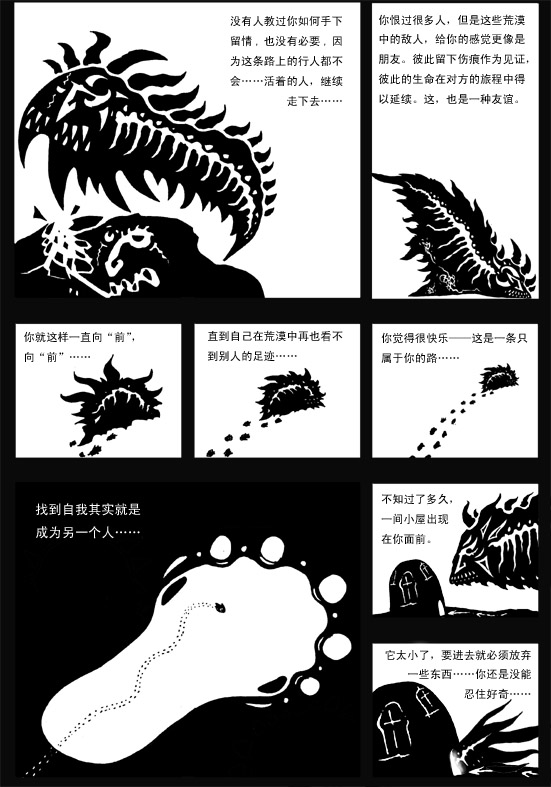 没有人教过你如何手下
留情，也没有必要，因
为这条路上的行人都不
会……活着的人，继续
走下去……
你恨过很多人，但是这些荒漠
中的敌人，给你的感觉更像是
朋友。彼此留下伤痕作为见证，
彼此的生命在对方的旅程中得
以延续。这，也是一种友谊。
你就这样一直向“前”，
向“前”……
直到自己在荒漠中再也看不
到别人的足迹……
你觉得很快乐——这是一条只
属于你的路……
找到自我其实就是
成为另一个人……
不知过了多久，
一间小屋出现
在你面前。
它太小了，要进去就必须放弃
一些东西……你还是没能
忍住好奇……